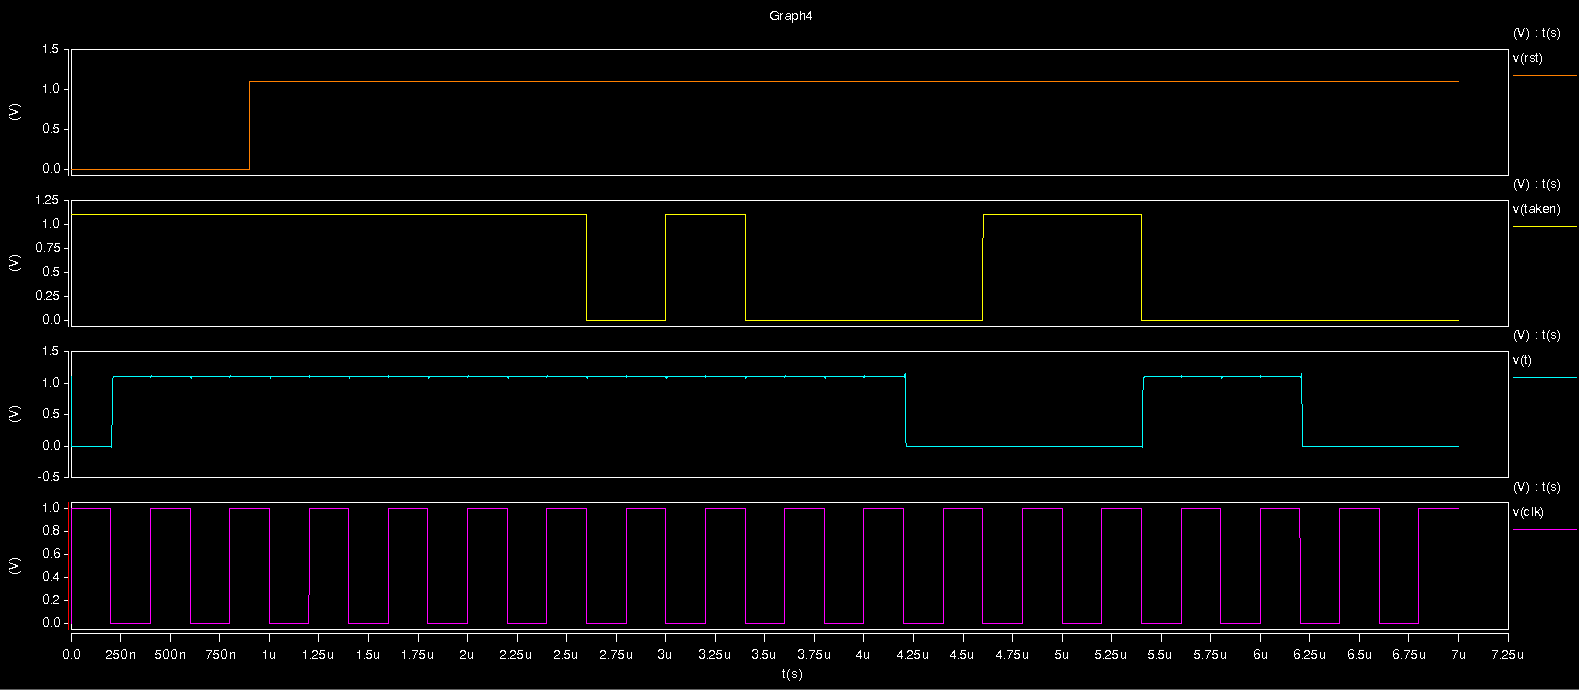 Graph4
(V) : t(s)
v(rst)
1.5
1.0
0.5
0.0
(V)
(V) : t(s)
v(taken)
1.25
1.0
0.75
0.5
0.25
0.0
(V)
(V) : t(s)
v(t)
1.5
1.0
0.5
0.0
-0.5
(V)
(V) : t(s)
v(clk)
1.0
0.8
0.6
0.4
0.2
0.0
(V)
0.0 250n 500n 750n 1u 1.25u 1.5u 1.75u 2u 2.25u 2.5u 2.75u 3u 3.25u 3.5u 3.75u 4u 4.25u 4.5u 4.75u 5u 5.25u 5.5u 5.75u 6u 6.25u 6.5u 6.75u 7u 7.25u
t(s)